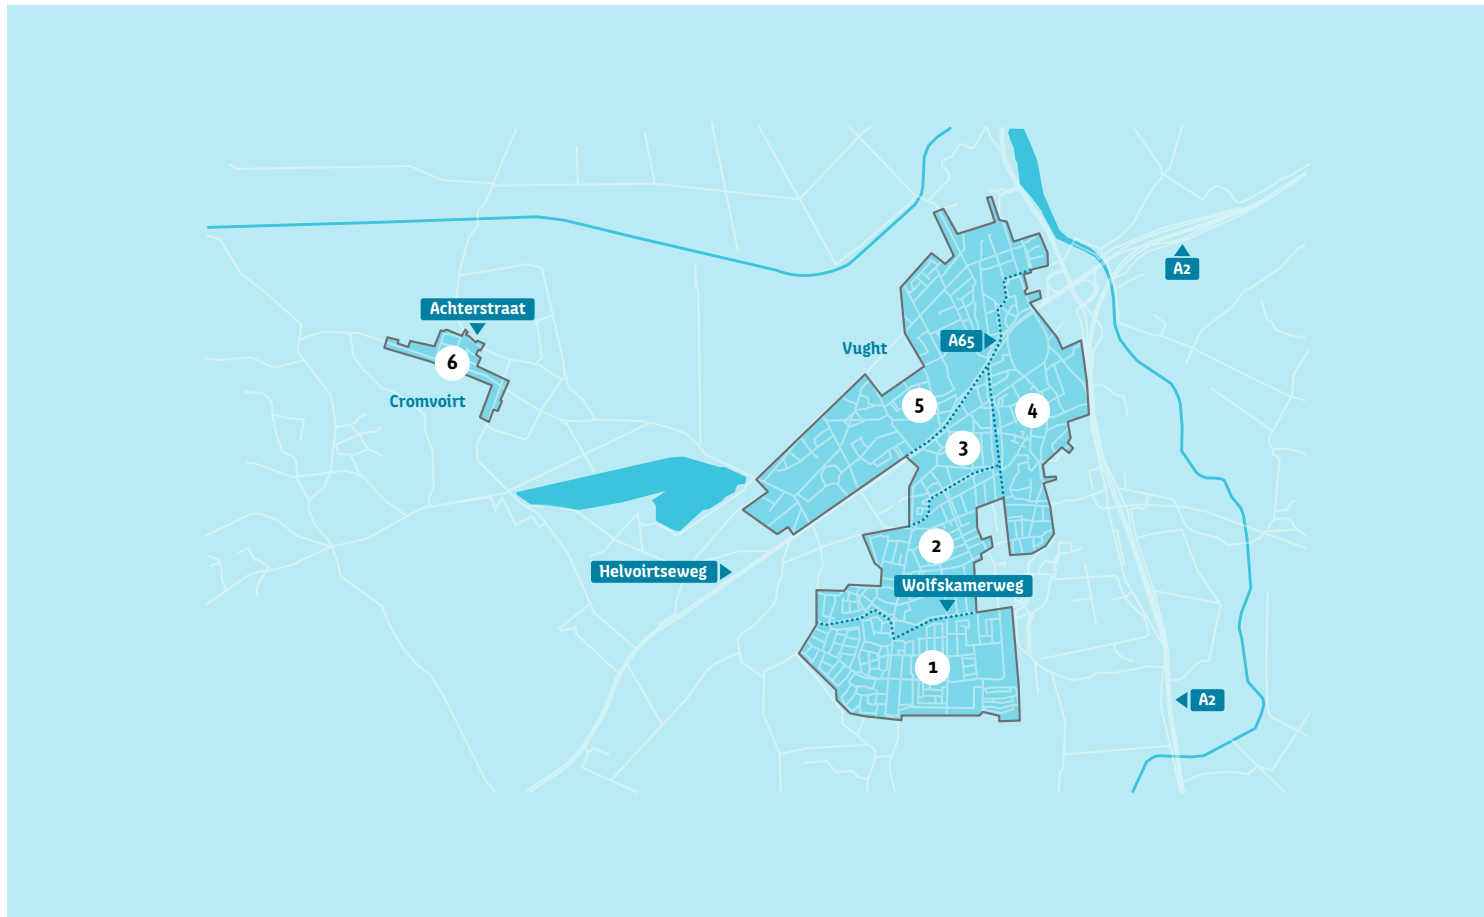 A2
Achterstraat
A65
Vught
6
Cromvoirt
5
4
3
2
Helvoirtseweg
Wolfskamerweg
1
A2